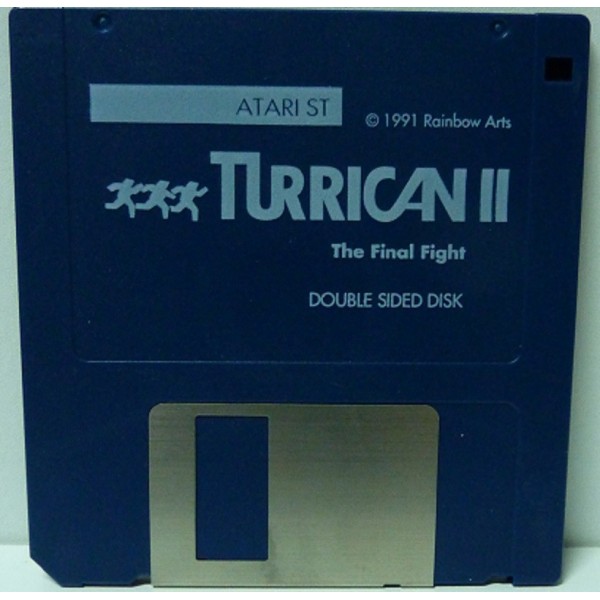 ATARI ST
© 1991 Rainbow Arts
TURRICAN II
The Final Fight
DOUBLE SIDED DISK